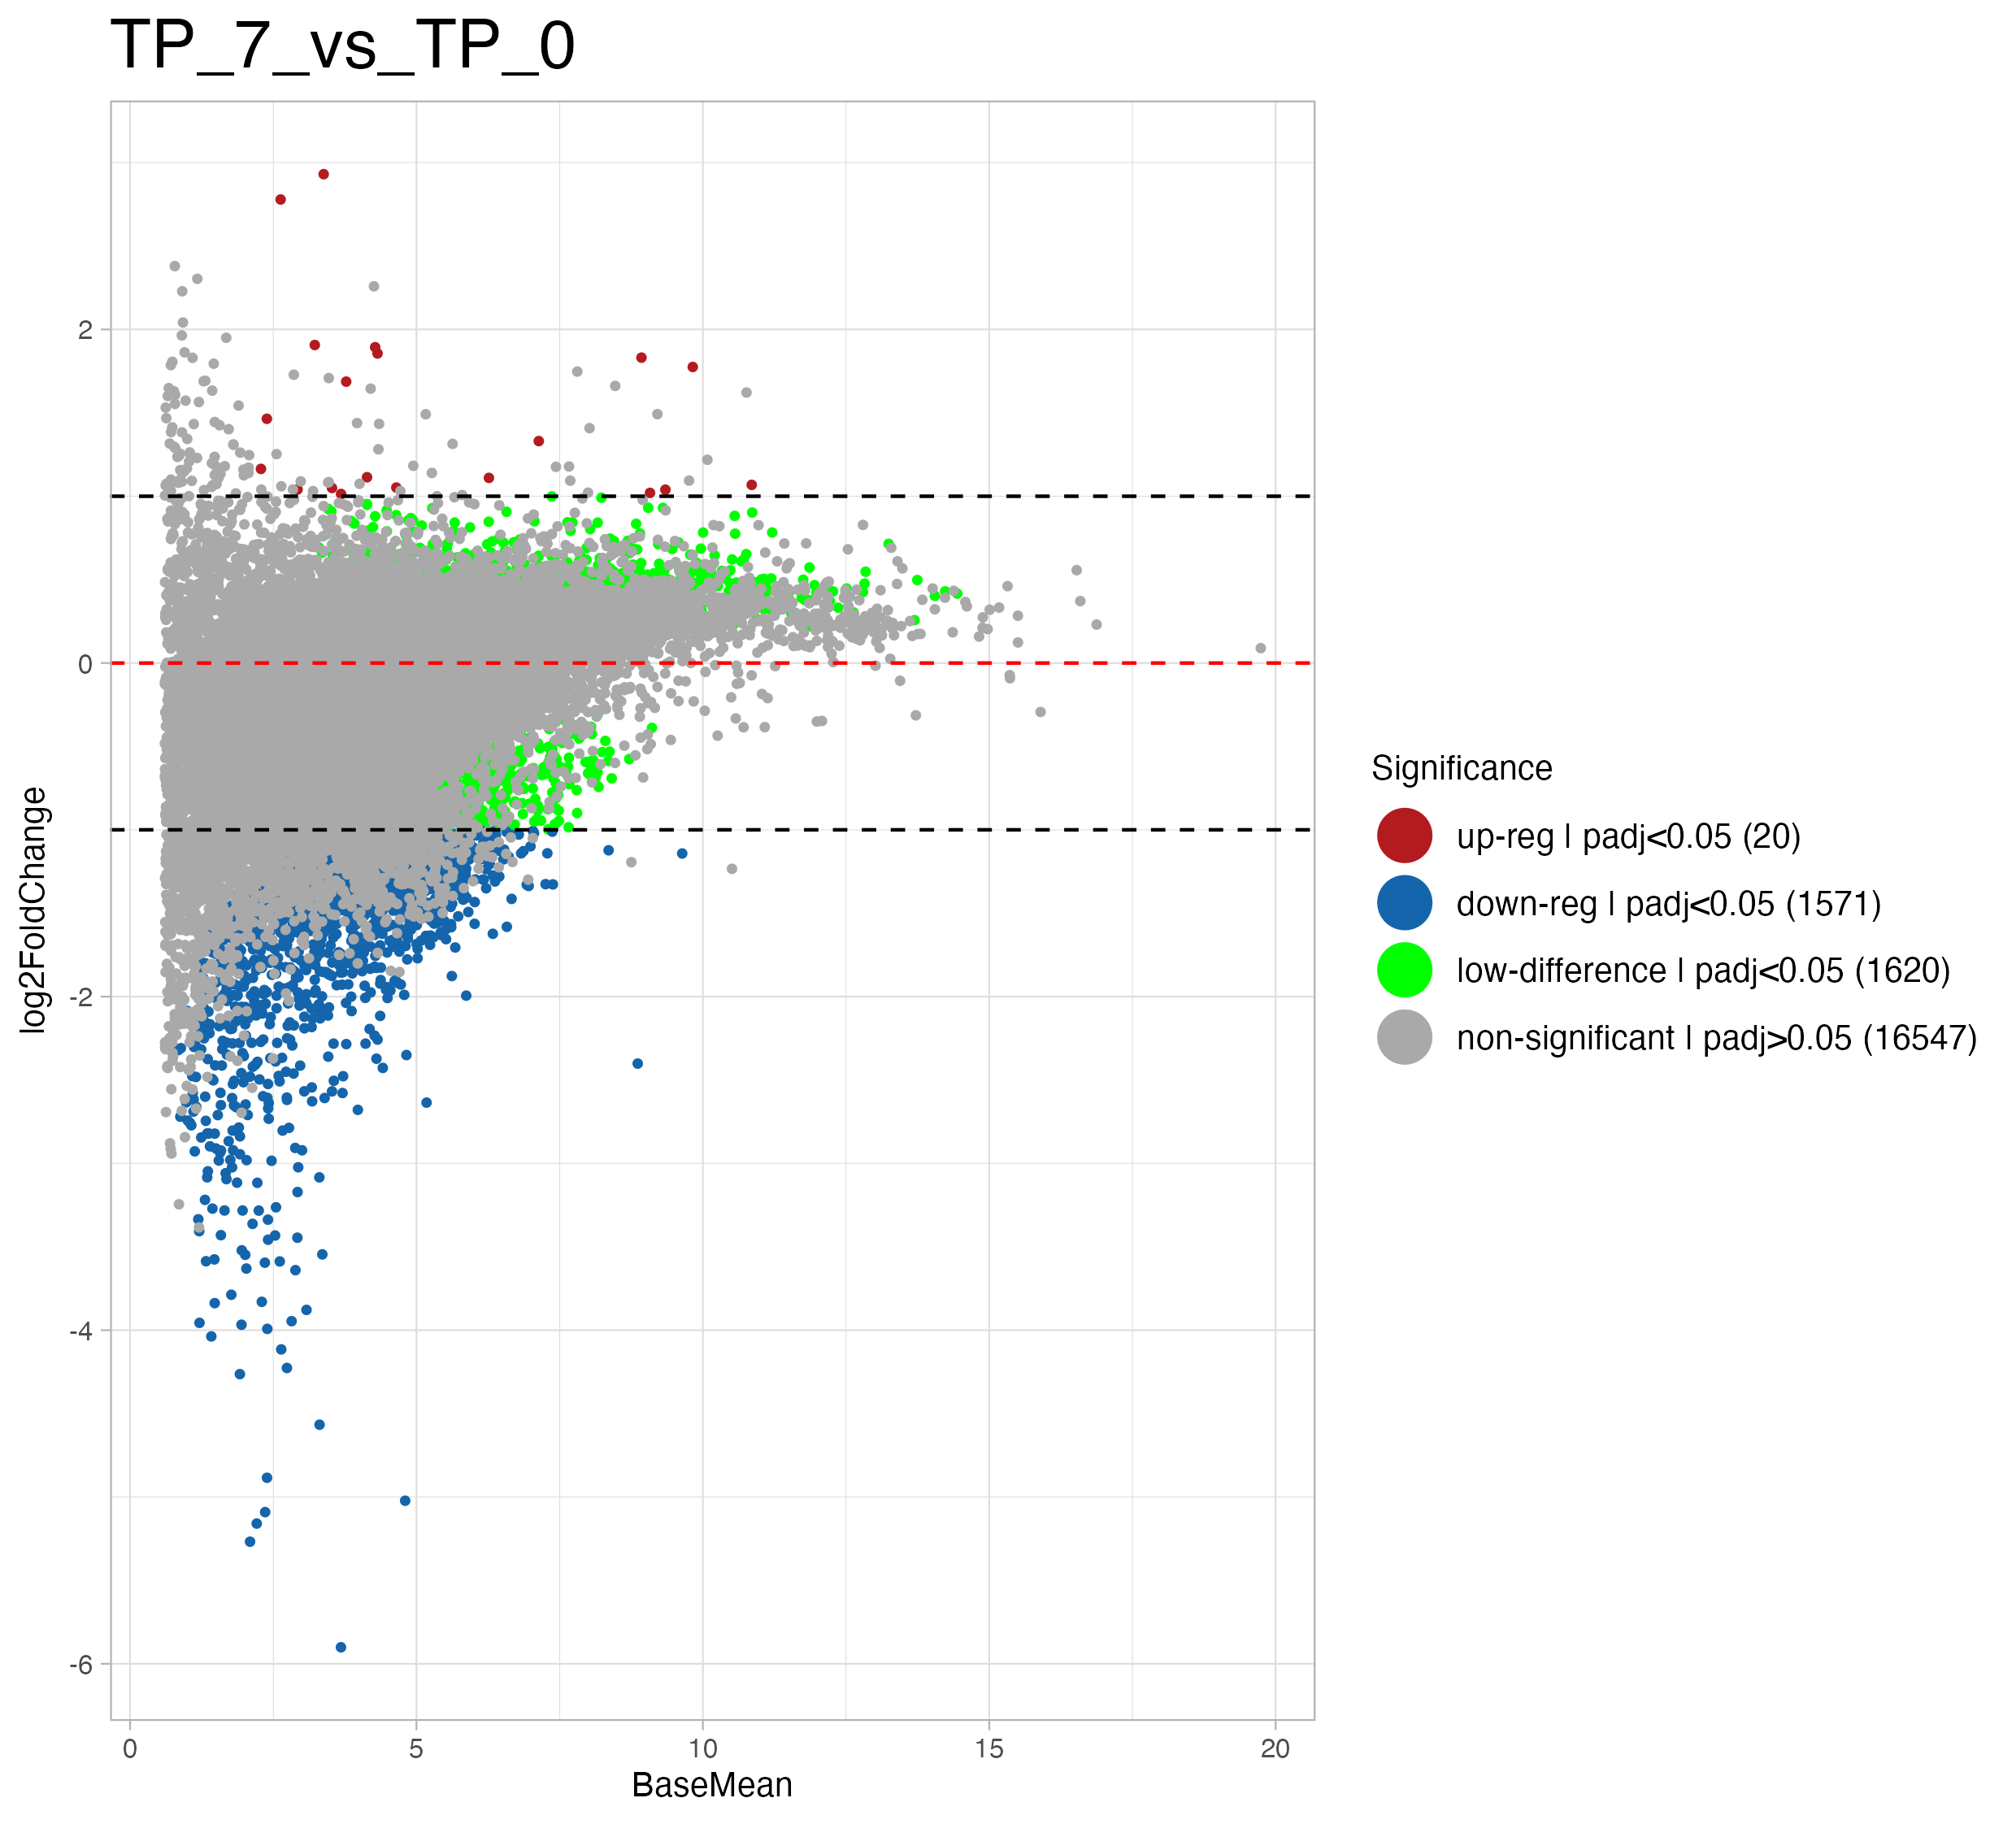 TP_7_vs_TP_0
log2FoldChange
2
0
-2
-4
-6
0 5 10 15 20
BaseMean
Significance
up-reg | padj<0.05 (20)
down-reg | padj<0.05 (1571)
low-difference | padj<0.05 (1620)
non-significant | padj>0.05 (16547)